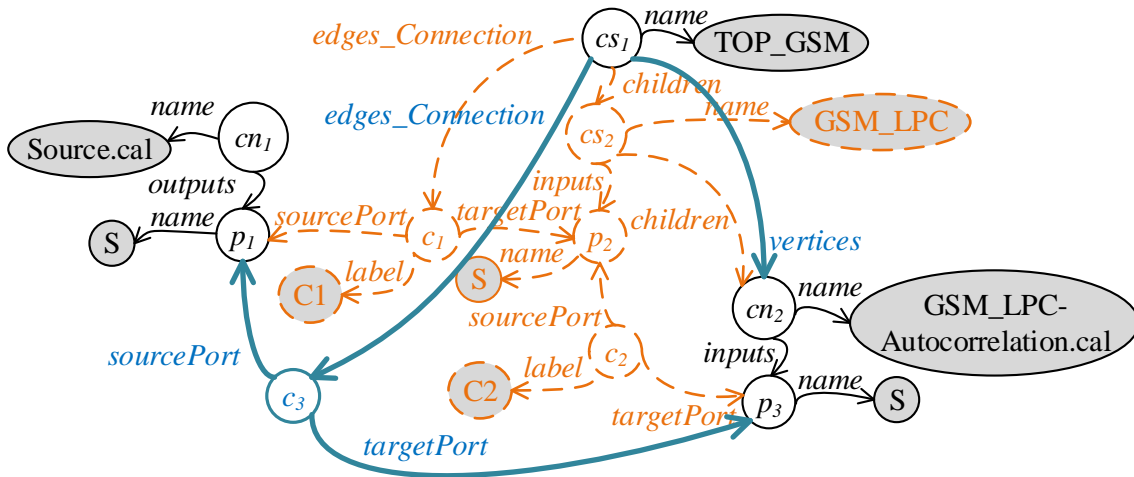 edges_Connection
cs1
name
TOP_GSM
children
edges_Connection
name
cs2
name
GSM_LPC
cn1
Source.cal
outputs
inputs
name
sourcePort
targetPort
children
S
p1
c1
p2
vertices
label
name
C1
S
cn2
name
GSM_LPC-
Autocorrelation.cal
sourcePort
sourcePort
inputs
label
c2
C2
name
c3
p3
S
targetPort
targetPort